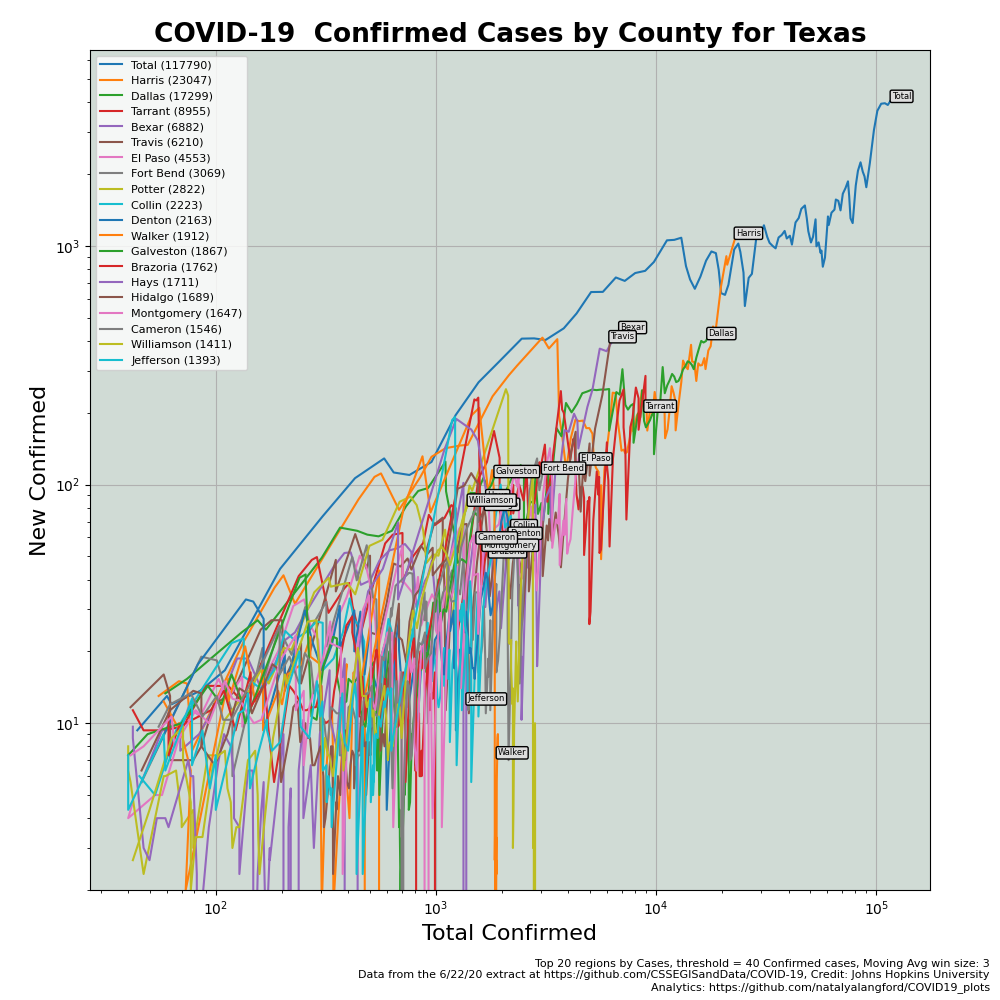 COVID-19  Confirmed Cases by County for Texas
Total (117790)
Harris (23047)
Dallas (17299)
Tarrant (8955)
Bexar (6882)
Travis (6210)
El Paso (4553)
Fort Bend (3069)
Potter (2822)
Collin (2223)
Denton (2163)
Walker (1912)
Galveston (1867)
Brazoria (1762)
Hays (1711)
Hidalgo (1689)
Montgomery (1647)
Cameron (1546)
Williamson (1411)
Jefferson (1393)
Total
Harris
Bexar
Travis
Dallas
Tarrant
El Paso
Fort Bend
Galveston
Williamson
Collin
Denton
Cameron
Montgomery
Brazoria
Jefferson
Walker
10³
10²
10¹
New Confirmed
10² 10³ 10⁴ 10⁵
Total Confirmed
Top 20 regions by Cases, threshold = 40 Confirmed cases, Moving Avg win size: 3
Data from the 6/22/20 extract at https://github.com/CSSEGISandData/COVID-19, Credit: Johns Hopkins University
Analytics: https://github.com/natalyalangford/COVID19_plots